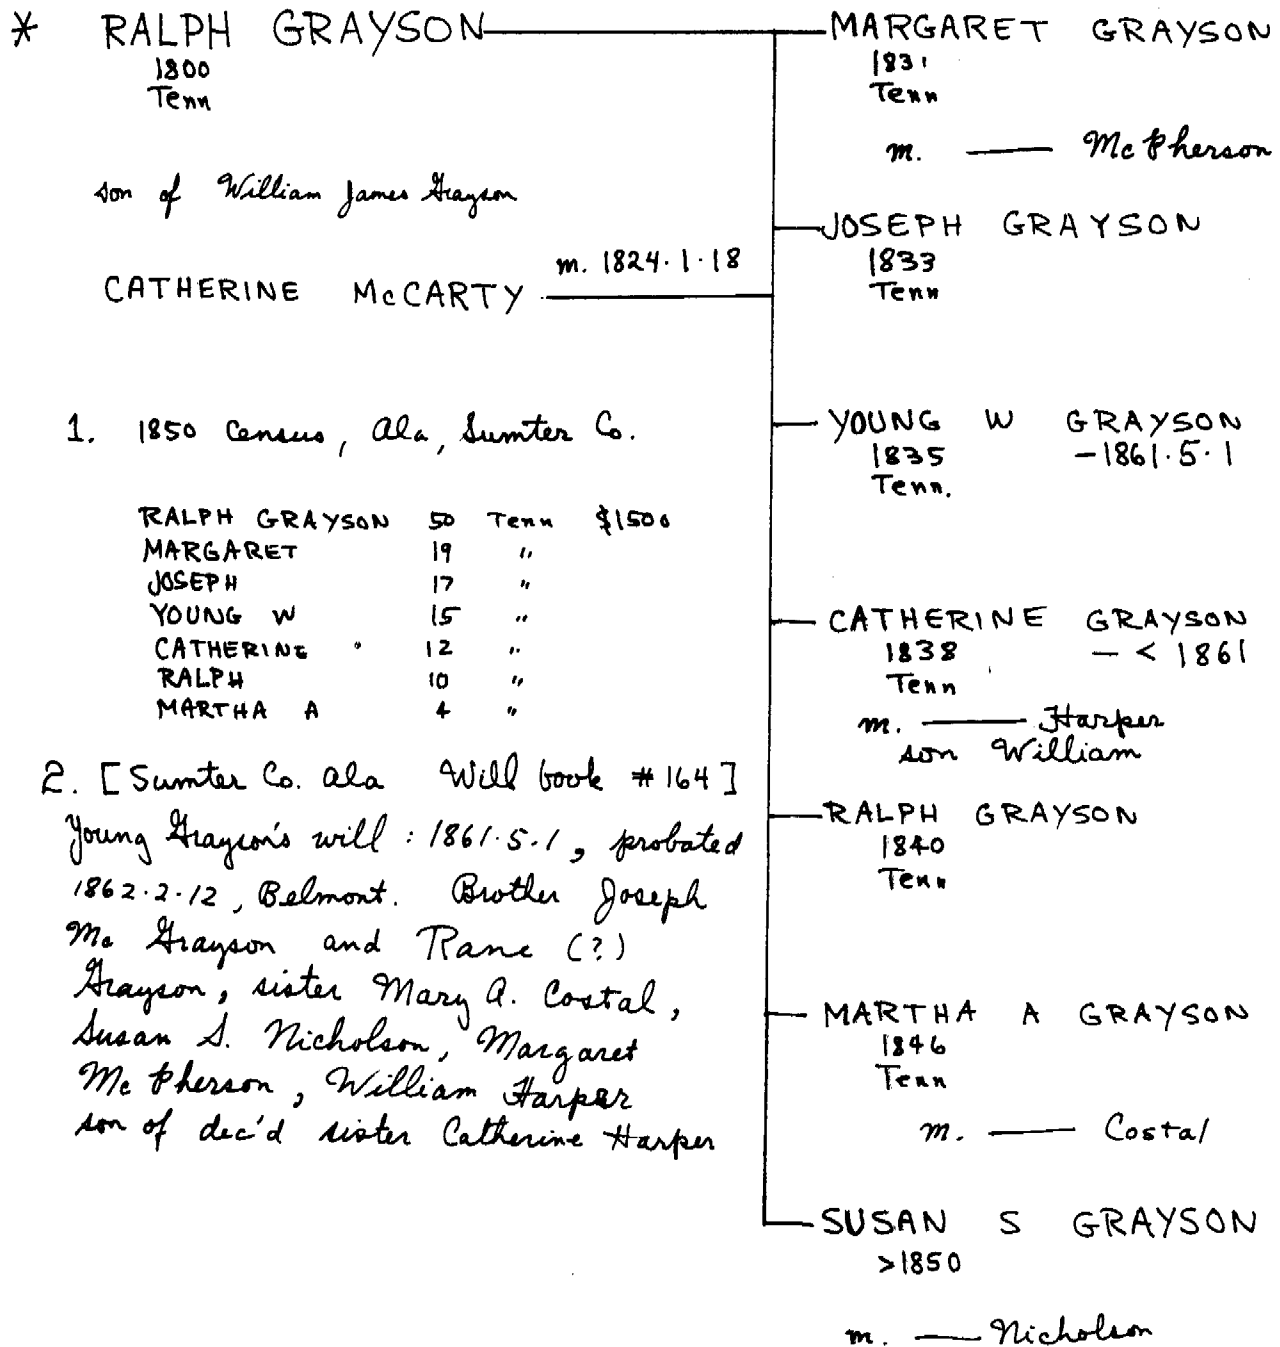 * RALPH GRAYSON
1800
Tenn
son of William James Grayson
CATHERINE McCARTY m. 1824.1.18
1. 1850 Census, Ala, Sumter Co.
RALPH GRAYSON 50 Tenn $1500
MARGARET 19 "
JOSEPH 17 "
YOUNG W 15 "
CATHERINE 12 "
RALPH 10 "
MARTHA A 4 "
2. [Sumter Co. Ala Will book #164]
Young Grayson's will : 1861.5.1, probated
1862.2.12, Belmont. Brother Joseph
Mc Grayson and Rane (?)
Grayson, sister Mary A. Costal,
Susan S. Nicholson, Margaret
McPherson, William Harper
son of dec'd sister Catherine Harper
MARGARET GRAYSON
1831
Tenn
m. — McPherson
JOSEPH GRAYSON
1833
Tenn
YOUNG W GRAYSON
1835 -1861.5.1
Tenn.
CATHERINE GRAYSON
1838 - < 1861
Tenn
m. — Harper
son William
RALPH GRAYSON
1840
Tenn
MARTHA A GRAYSON
1846
Tenn
m. — Costal
SUSAN S GRAYSON
>1850
m. — Nicholson